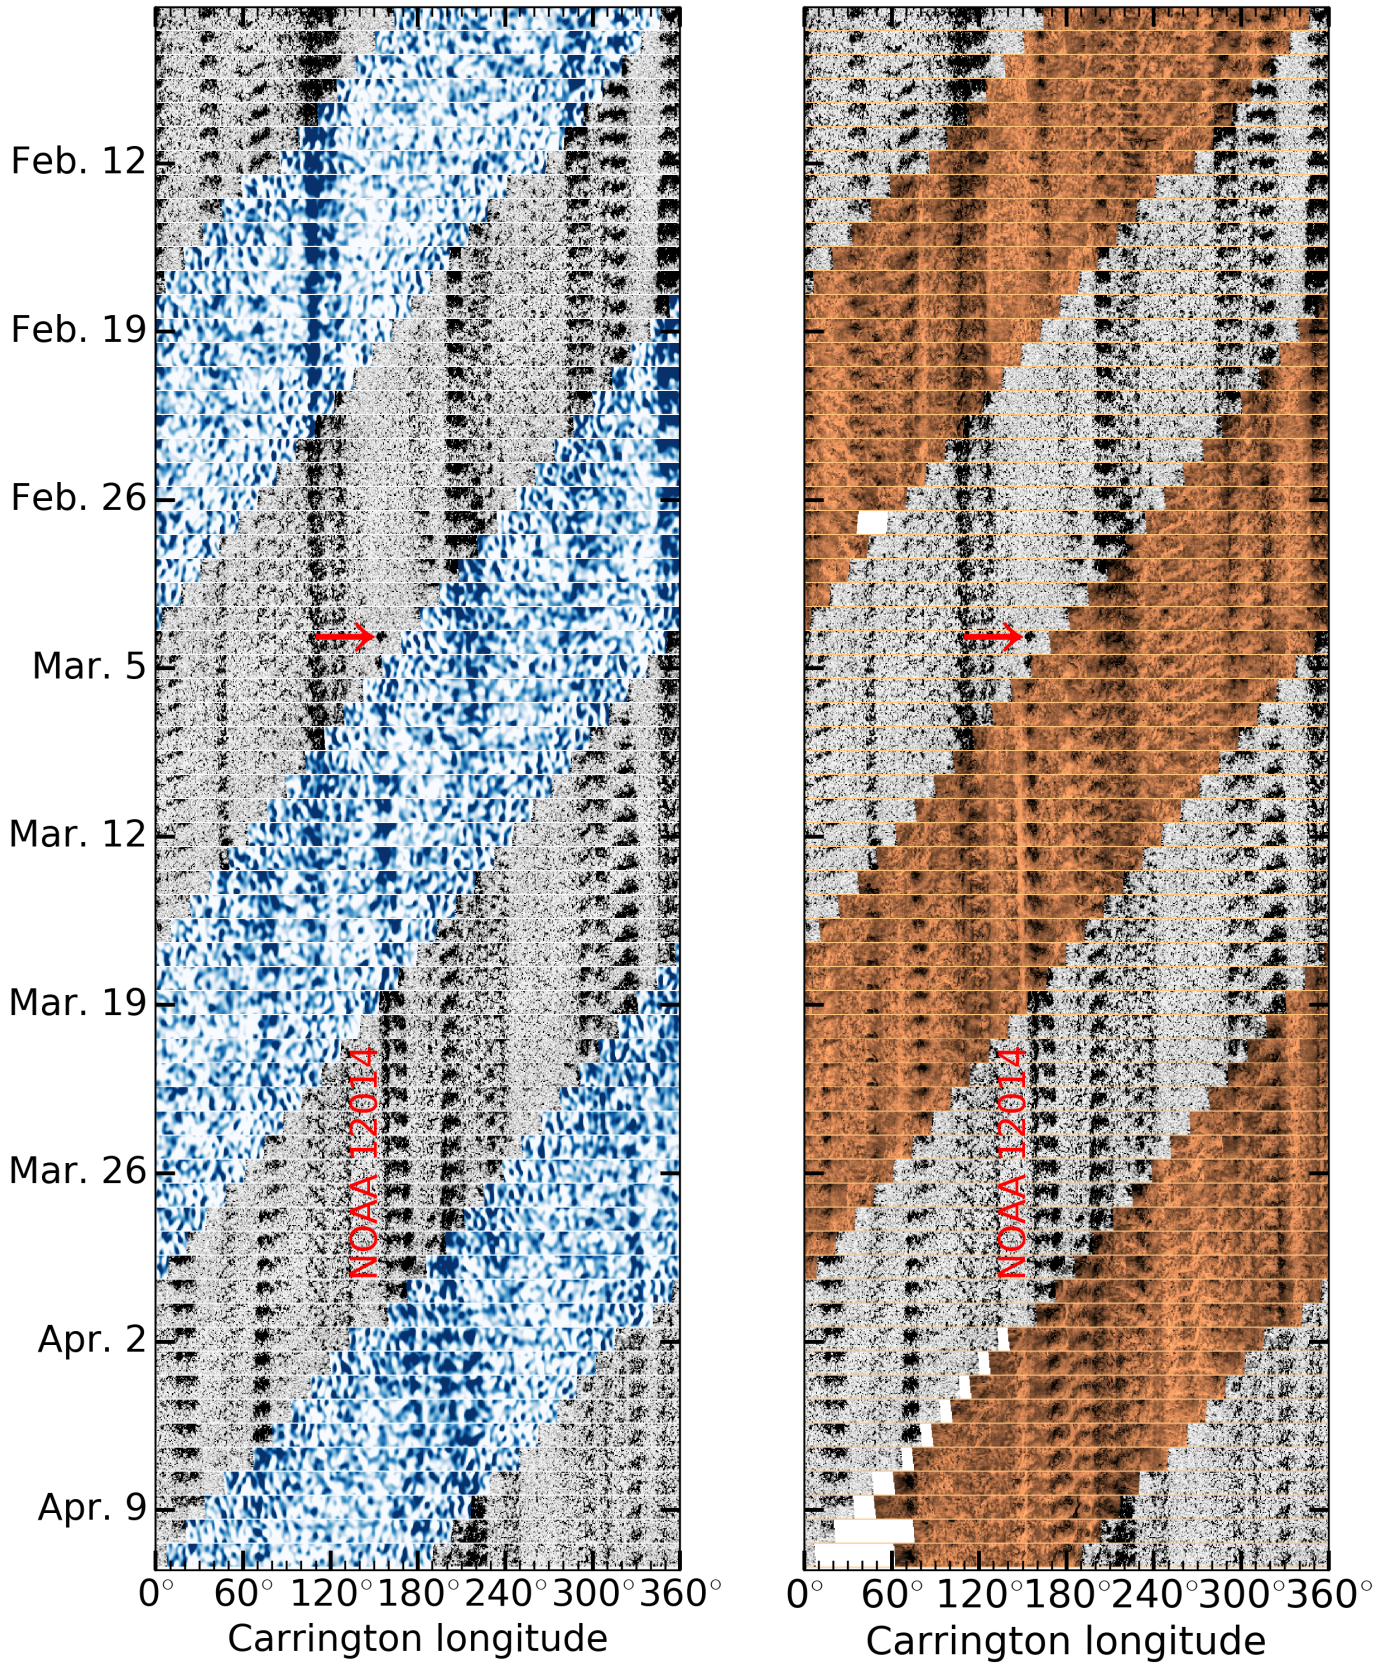 Feb. 12
Feb. 19
Feb. 26
Mar. 5
Mar. 12
Mar. 19
Mar. 26
Apr. 2
Apr. 9
NOAA 12014
NOAA 12014
0° 60° 120° 180° 240° 300° 360°
0° 60° 120° 180° 240° 300° 360°
Carrington longitude
Carrington longitude